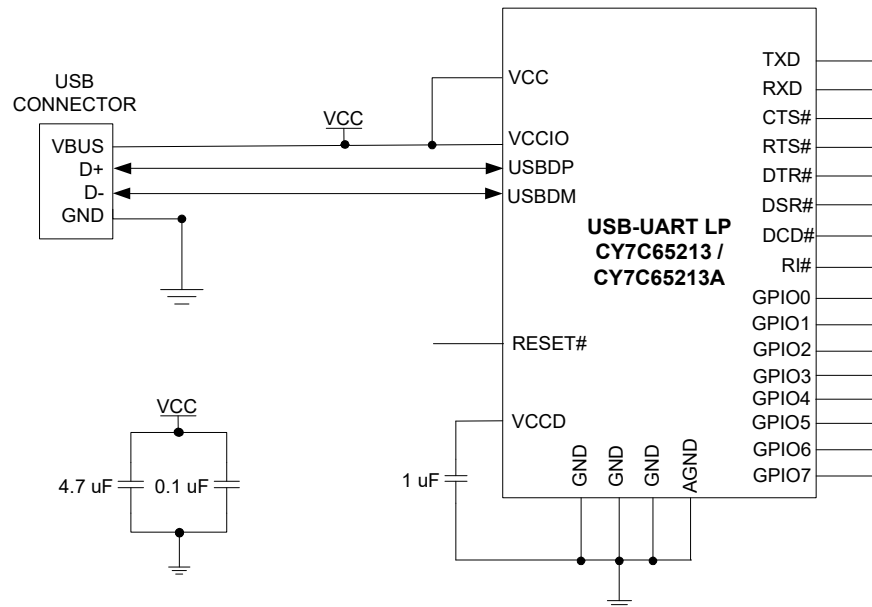 USB
CONNECTOR
VBUS
D+
D-
GND
VCC
VCC
VCCIO
USBDP
USBDM
RESET#
VCCD
USB-UART LP
CY7C65213 /
CY7C65213A
TXD
RXD
CTS#
RTS#
DTR#
DSR#
DCD#
RI#
GPIO0
GPIO1
GPIO2
GPIO3
GPIO4
GPIO5
GPIO6
GPIO7
GND
GND
GND
AGND
VCC
4.7 uF
0.1 uF
1 uF